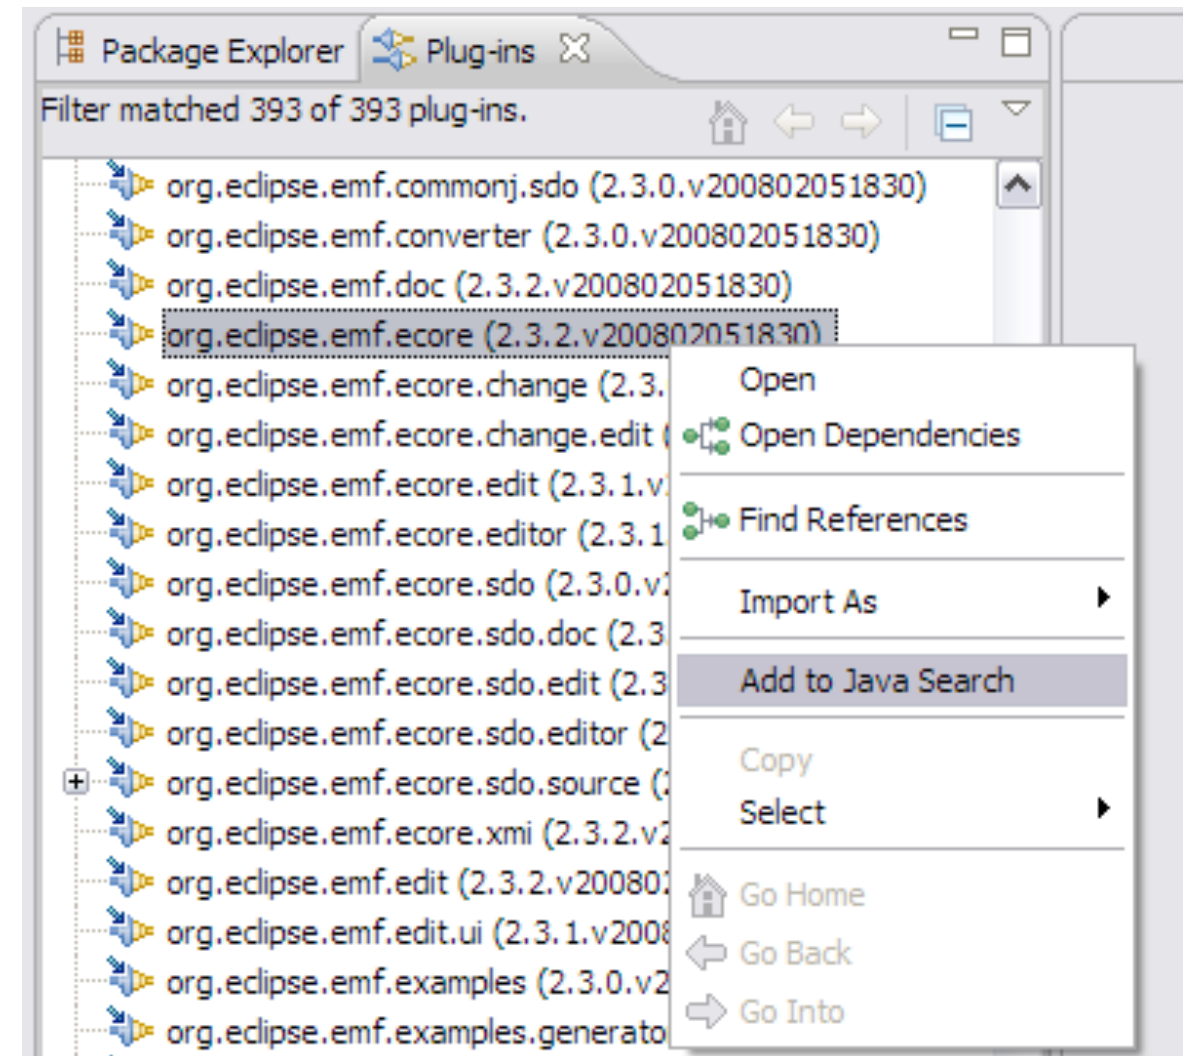 Package Explorer
Plug-ins
Filter matched 393 of 393 plug-ins.
org.eclipse.emf.commonj.sdo (2.3.0.v200802051830)
org.eclipse.emf.converter (2.3.0.v200802051830)
org.eclipse.emf.doc (2.3.2.v200802051830)
org.eclipse.emf.ecore (2.3.2.v200802051830)
org.eclipse.emf.ecore.change (2.3.
org.eclipse.emf.ecore.change.edit (
org.eclipse.emf.ecore.edit (2.3.1.v
org.eclipse.emf.ecore.editor (2.3.1
org.eclipse.emf.ecore.sdo (2.3.0.v2
org.eclipse.emf.ecore.sdo.doc (2.3
org.eclipse.emf.ecore.sdo.edit (2.3
org.eclipse.emf.ecore.sdo.editor (2
org.eclipse.emf.ecore.sdo.source (2
org.eclipse.emf.ecore.xmi (2.3.2.v2
org.eclipse.emf.edit (2.3.2.v200802
org.eclipse.emf.edit.ui (2.3.1.v2008
org.eclipse.emf.examples (2.3.0.v2
org.eclipse.emf.examples.generato
Open
Open Dependencies
Find References
Import As
Add to Java Search
Copy
Select
Go Home
Go Back
Go Into